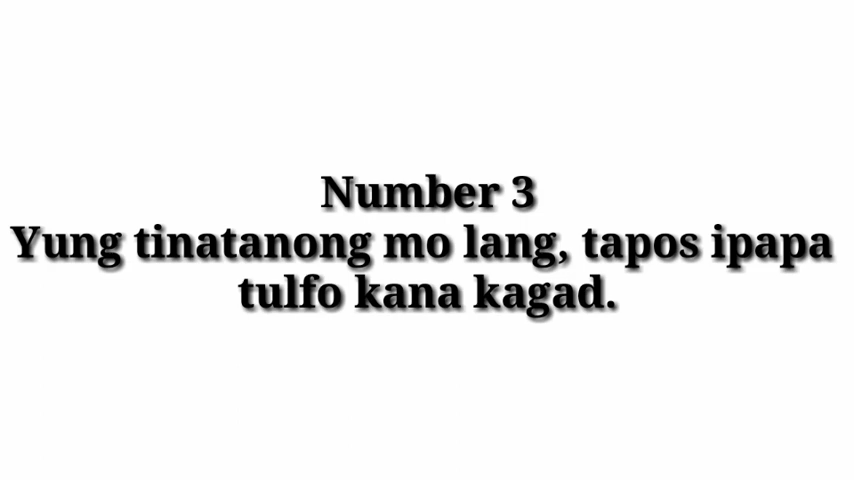 Number 3
Yung tinatanong mo lang, tapos ipapa
tulfo kana kagad.